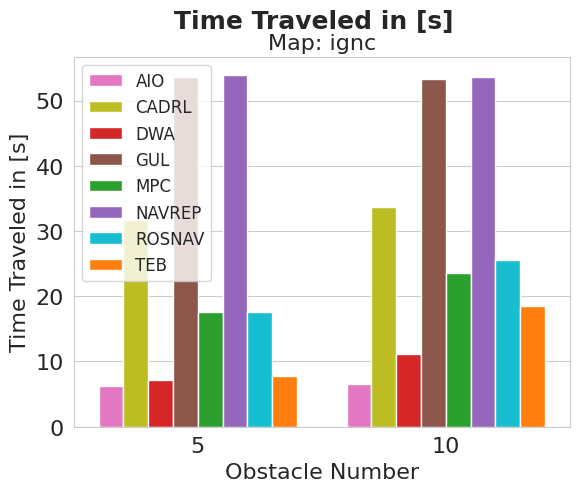 Time Traveled in [s]
Map: ignc
Time Traveled in [s]
50
40
30
20
10
0
AIO
CADRL
DWA
GUL
MPC
NAVREP
ROSNAV
TEB
5
10
Obstacle Number